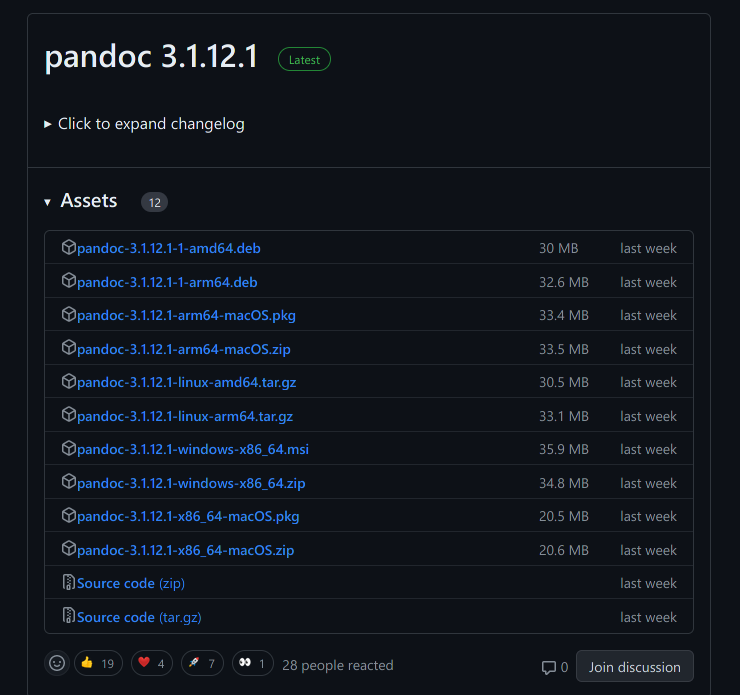 pandoc 3.1.12.1 Latest
Click to expand changelog
Assets 12
pandoc-3.1.12.1-1-amd64.deb 30 MB last week
pandoc-3.1.12.1-1-arm64.deb 32.6 MB last week
pandoc-3.1.12.1-arm64-macOS.pkg 33.4 MB last week
pandoc-3.1.12.1-arm64-macOS.zip 33.5 MB last week
pandoc-3.1.12.1-linux-amd64.tar.gz 30.5 MB last week
pandoc-3.1.12.1-linux-arm64.tar.gz 33.1 MB last week
pandoc-3.1.12.1-windows-x86_64.msi 35.9 MB last week
pandoc-3.1.12.1-windows-x86_64.zip 34.8 MB last week
pandoc-3.1.12.1-x86_64-macOS.pkg 20.5 MB last week
pandoc-3.1.12.1-x86_64-macOS.zip 20.6 MB last week
Source code (zip) last week
Source code (tar.gz) last week
19 4 7 1 28 people reacted 0 Join discussion